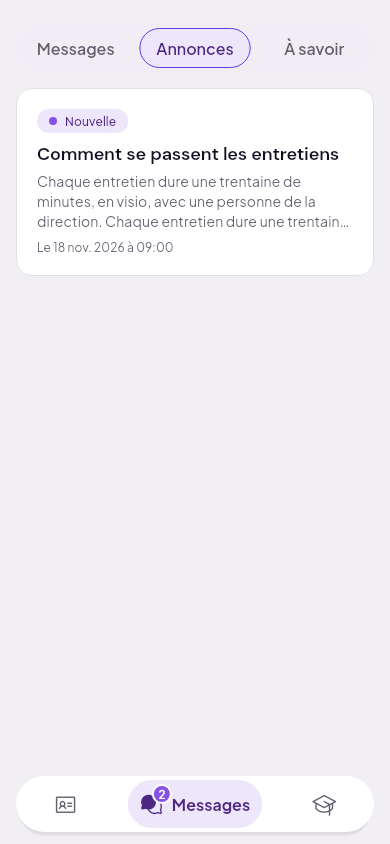 Messages
Annonces
À savoir
Nouvelle
Comment se passent les entretiens
Chaque entretien dure une trentaine de
minutes, en visio, avec une personne de la
direction. Chaque entretien dure une trentain...
Le 18 nov. 2026 à 09:00
2
Messages